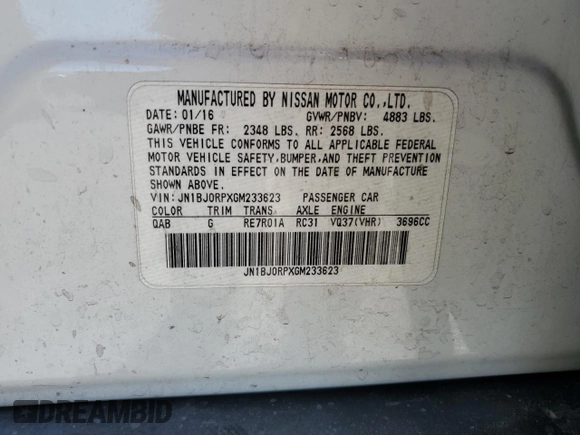 MANUFACTURED BY NISSAN MOTOR CO.,LTD.
DATE: 01/16 GVWR/PNBV: 4883 LBS.
GAWR/PNBE FR: 2348 LBS. RR: 2568 LBS.
THIS VEHICLE CONFORMS TO ALL APPLICABLE FEDERAL
MOTOR VEHICLE SAFETY,BUMPER,AND THEFT PREVENTION
STANDARDS IN EFFECT ON THE DATE OF MANUFACTURE
SHOWN ABOVE.
VIN: JN1BJ0RPXGM233623 PASSENGER CAR
COLOR TRIM TRANS AXLE ENGINE
QAB G RE7R01A RC31 VQ37(VHR) 3696CC
JN1BJ0RPXGM233623
DREAMBID